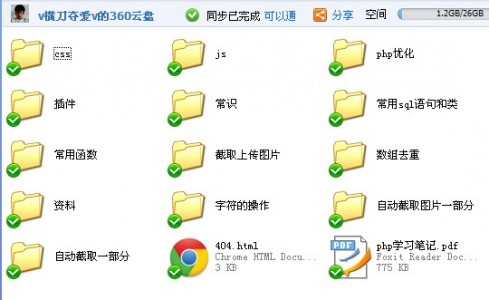 v横刀夺爱v的360云盘 同步已完成 可以通 分享 空间 1.2GB/26GB
css js php优化
插件 常识 常用sql语句和类
常用函数 截取上传图片 数组去重
资料 字符的操作 自动截取图片一部分
自动截取一部分 404.html php学习笔记.pdf
Chrome HTML Docu... Foxit Reader Doc...
3 KB 775 KB